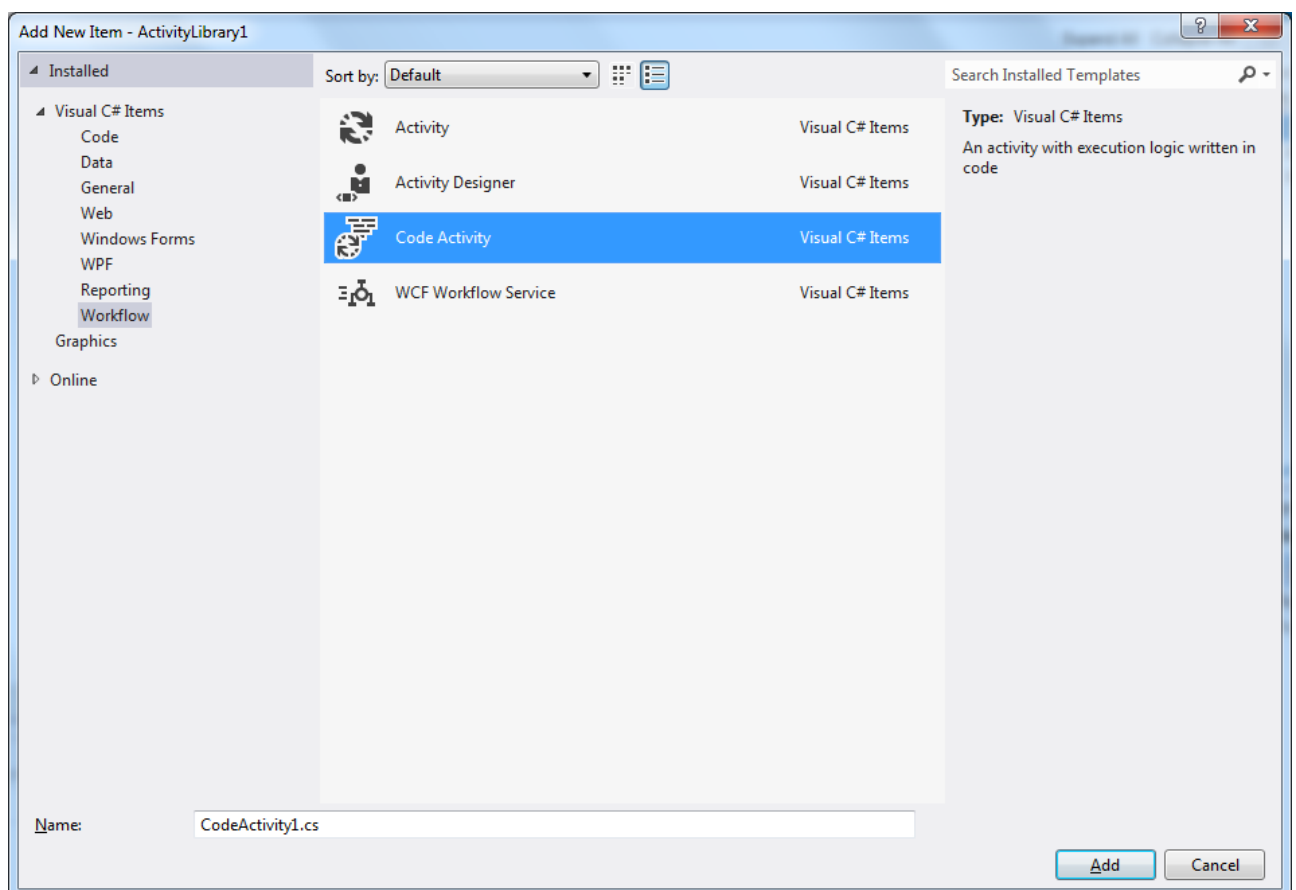 Add New Item - ActivityLibrary1
Installed
Sort by: Default
Search Installed Templates
Visual C# Items
Code
Data
General
Web
Windows Forms
WPF
Reporting
Workflow
Graphics
Online
Activity Visual C# Items
Activity Designer Visual C# Items
Code Activity Visual C# Items
WCF Workflow Service Visual C# Items
Type: Visual C# Items
An activity with execution logic written in
code
Name: CodeActivity1.cs
Add Cancel